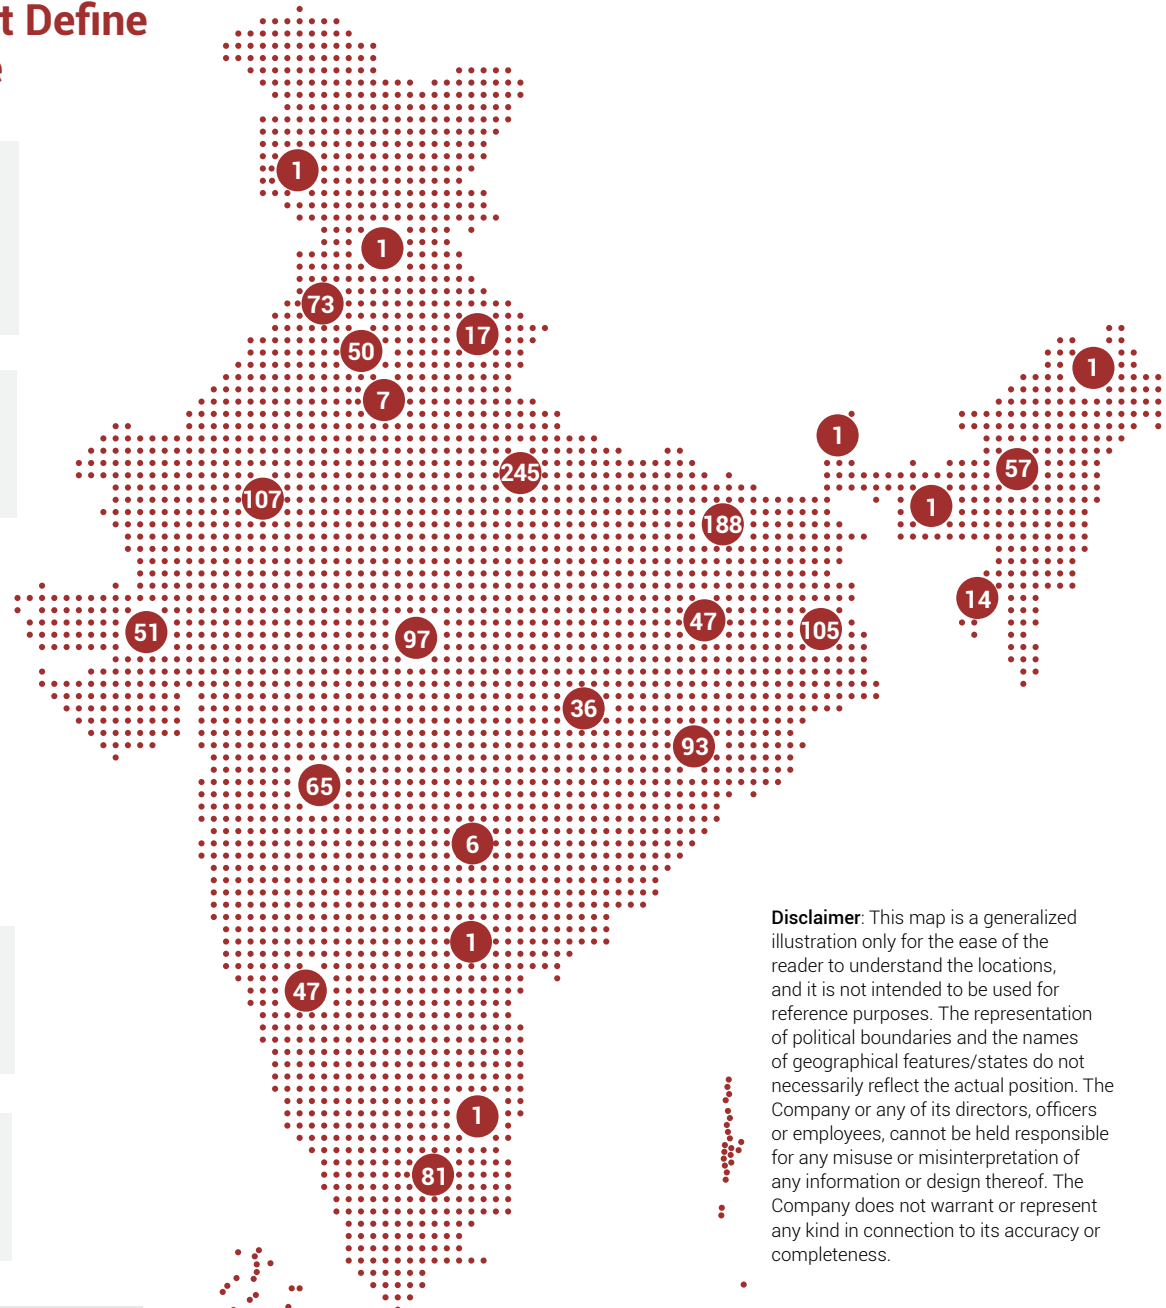 t Define
e
1
1
73
17
50
1
7
1
245
57
107
1
188
14
51
97
47
105
36
93
65
6
1
47
1
81
Disclaimer: This map is a generalized
illustration only for the ease of the
reader to understand the locations,
and it is not intended to be used for
reference purposes. The representation
of political boundaries and the names
of geographical features/states do not
necessarily reflect the actual position. The
Company or any of its directors, officers
or employees, cannot be held responsible
for any misuse or misinterpretation of
any information or design thereof. The
Company does not warrant or represent
any kind in connection to its accuracy or
completeness.